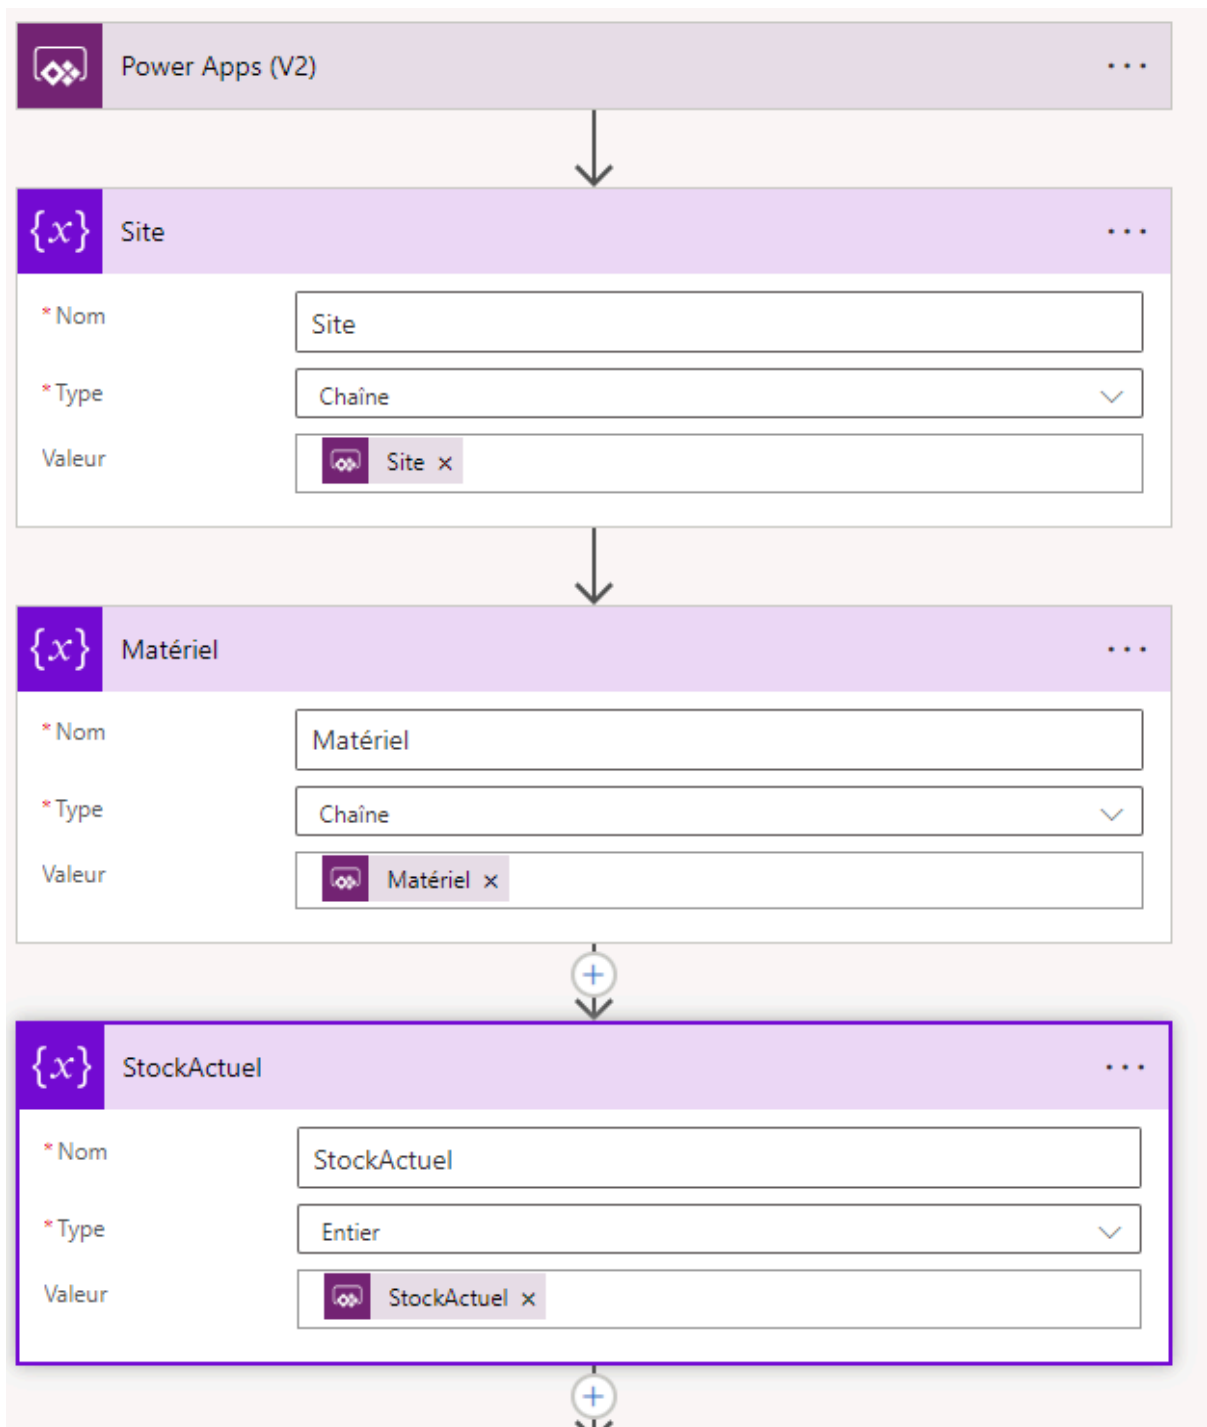 Power Apps (V2)
{x} Site
* Nom Site
* Type Chaîne
Valeur Site ×
{x} Matériel
* Nom Matériel
* Type Chaîne
Valeur Matériel ×
{x} StockActuel
* Nom StockActuel
* Type Entier
Valeur StockActuel ×